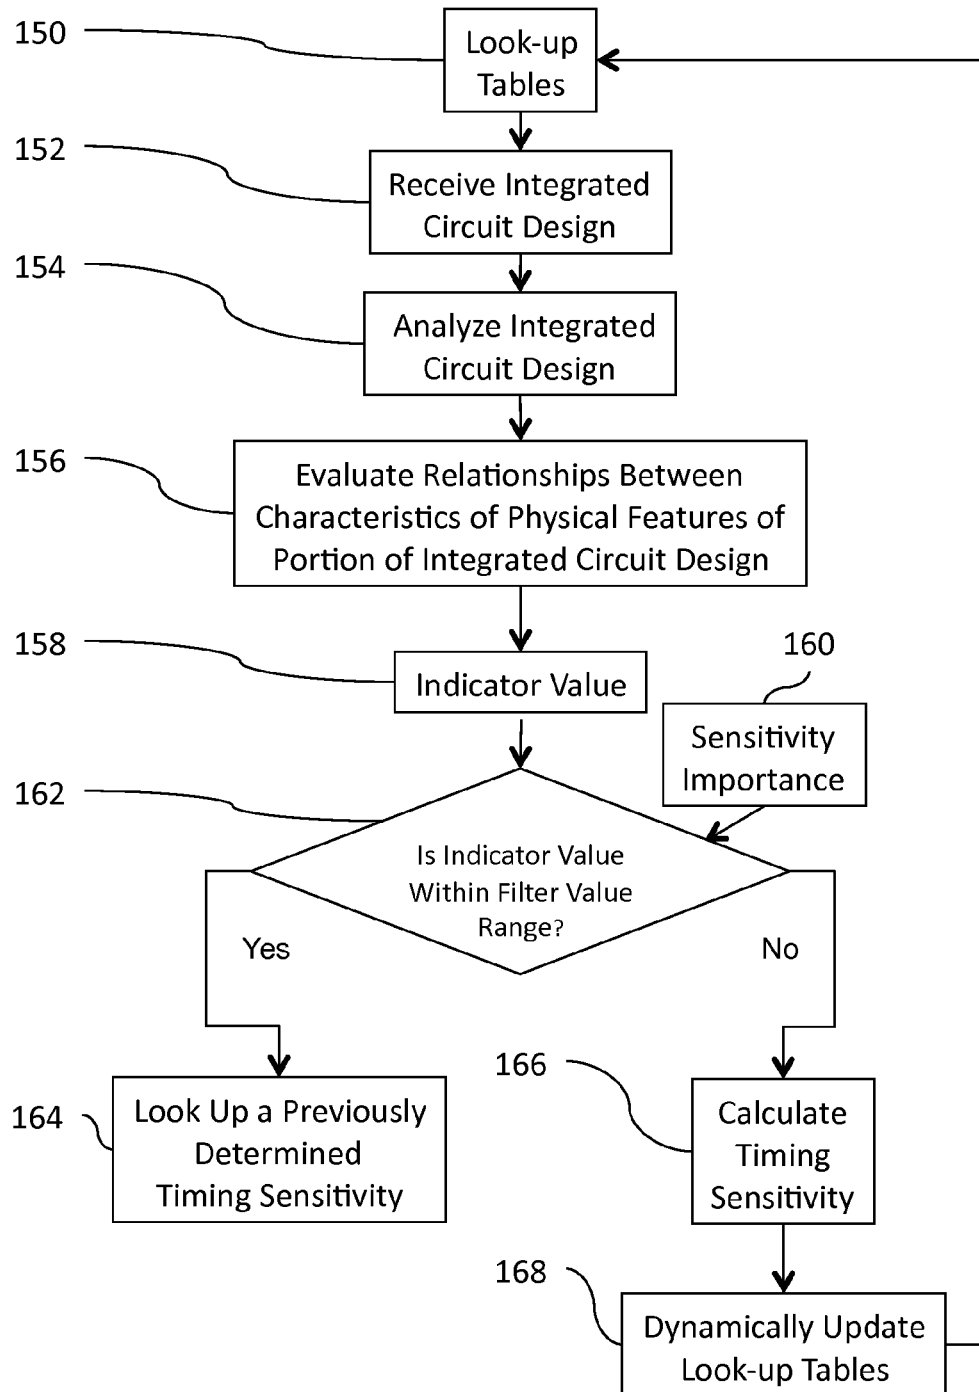 150
Look-up
Tables
152
Receive Integrated
Circuit Design
154
Analyze Integrated
Circuit Design
156
Evaluate Relationships Between
Characteristics of Physical Features of
Portion of Integrated Circuit Design
158
Indicator Value
160
Sensitivity
Importance
162
Is Indicator Value
Within Filter Value
Range?
Yes
No
164
Look Up a Previously
Determined
Timing Sensitivity
166
Calculate
Timing
Sensitivity
168
Dynamically Update
Look-up Tables